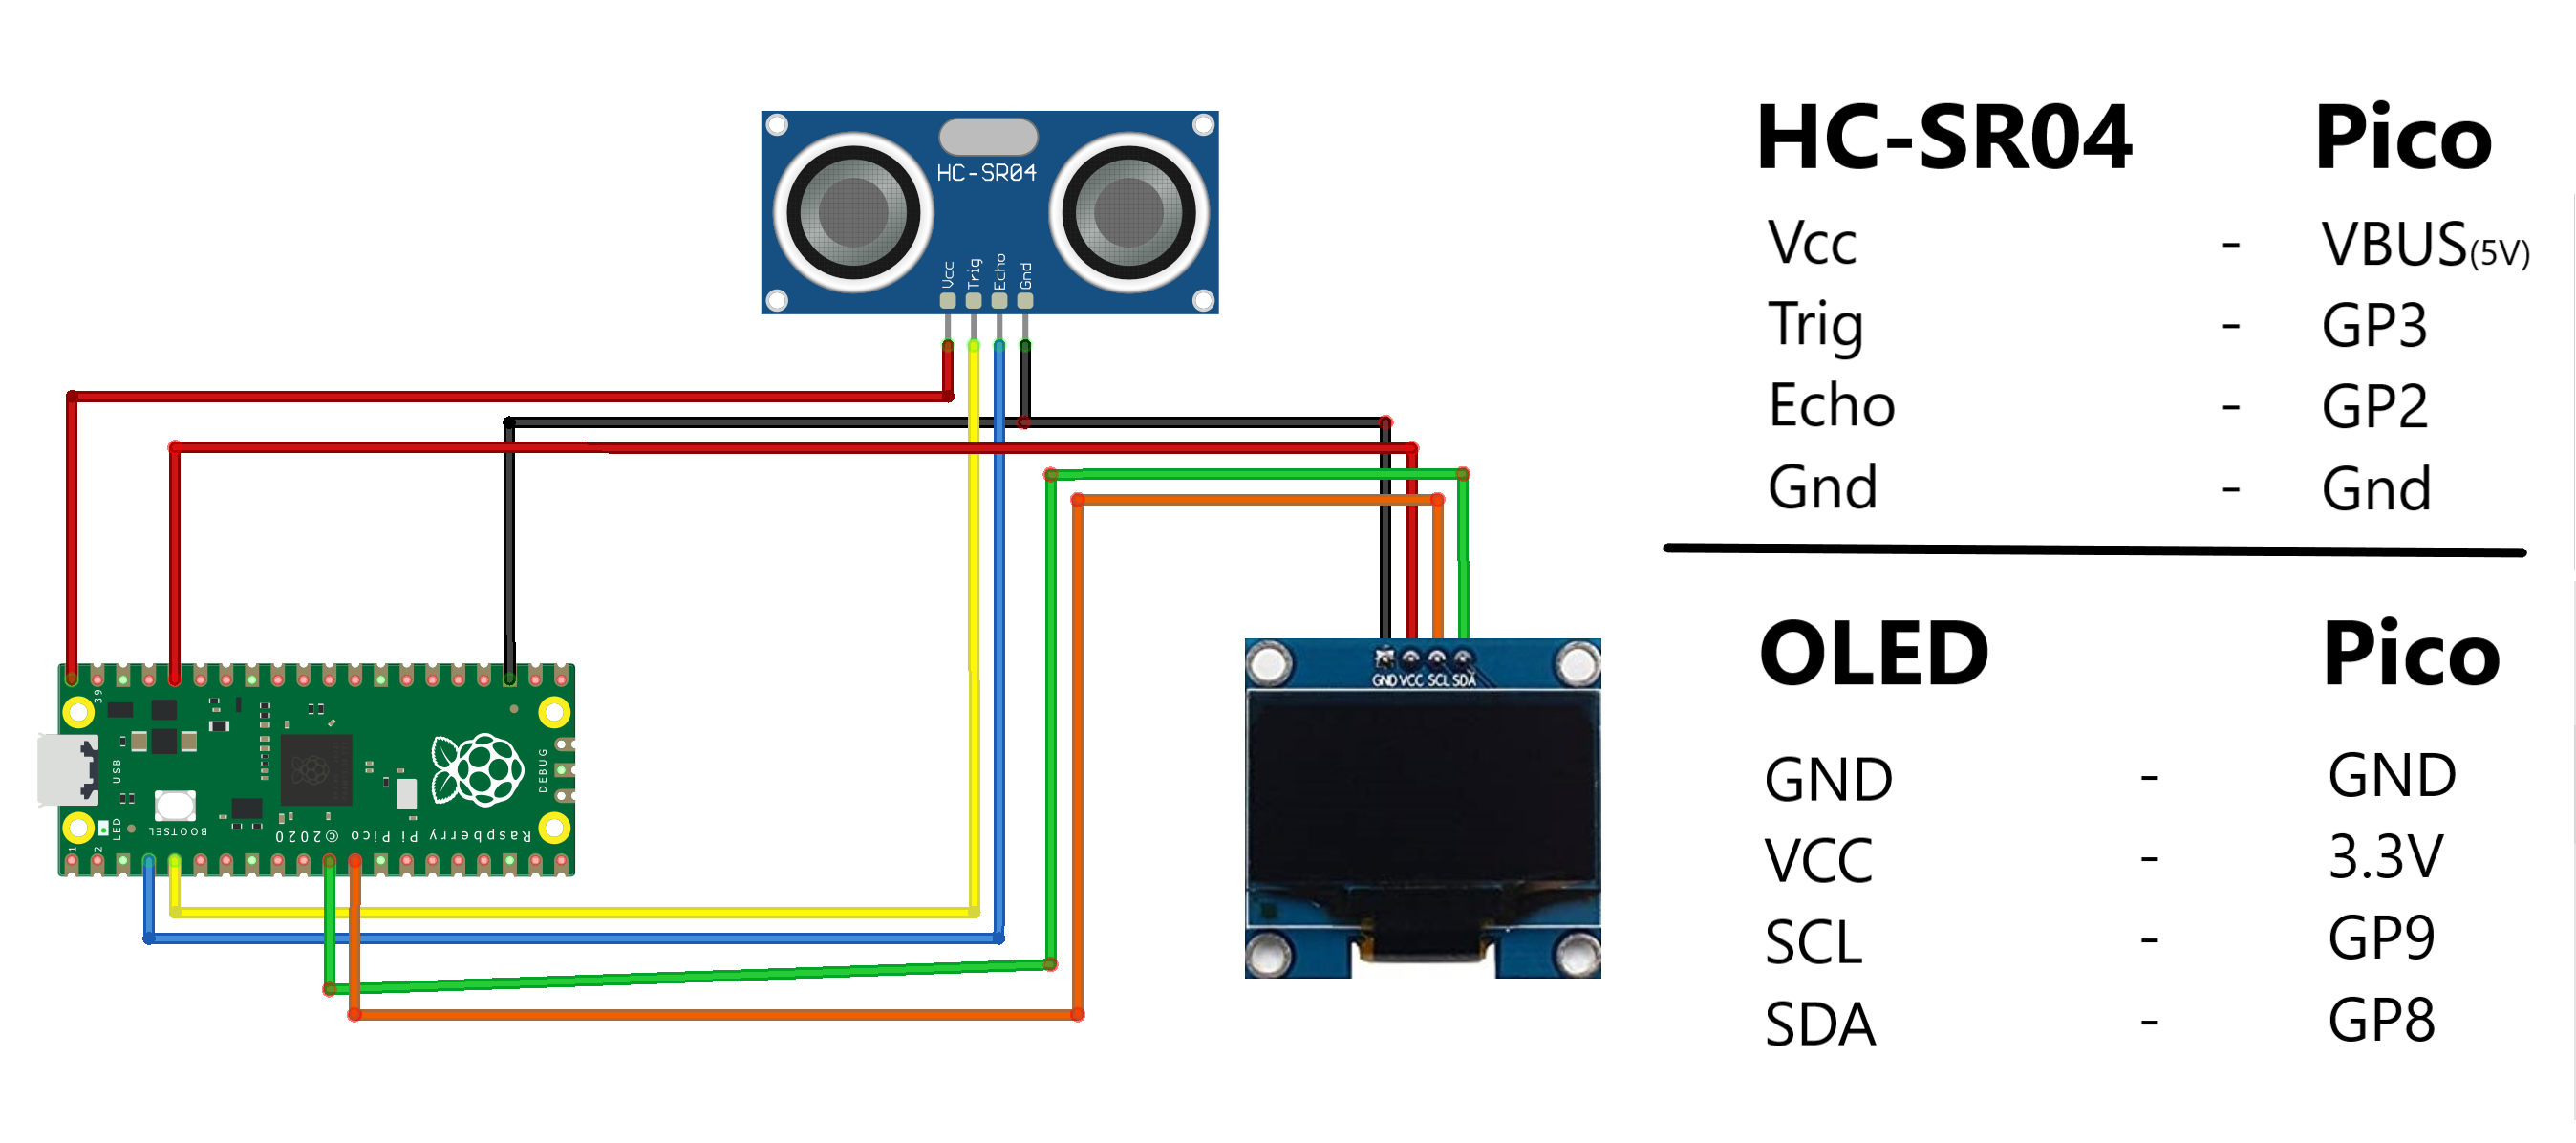 HC-SR04
Vcc
Trig
Echo
Gnd
39
USB
DEBUG
LED
BOOTSEL
Raspberry Pi Pico ©2020
1
2
GND VCC SCL SDA
HC-SR04 Pico
Vcc - VBUS(5V)
Trig - GP3
Echo - GP2
Gnd - Gnd
OLED Pico
GND - GND
VCC - 3.3V
SCL - GP9
SDA - GP8